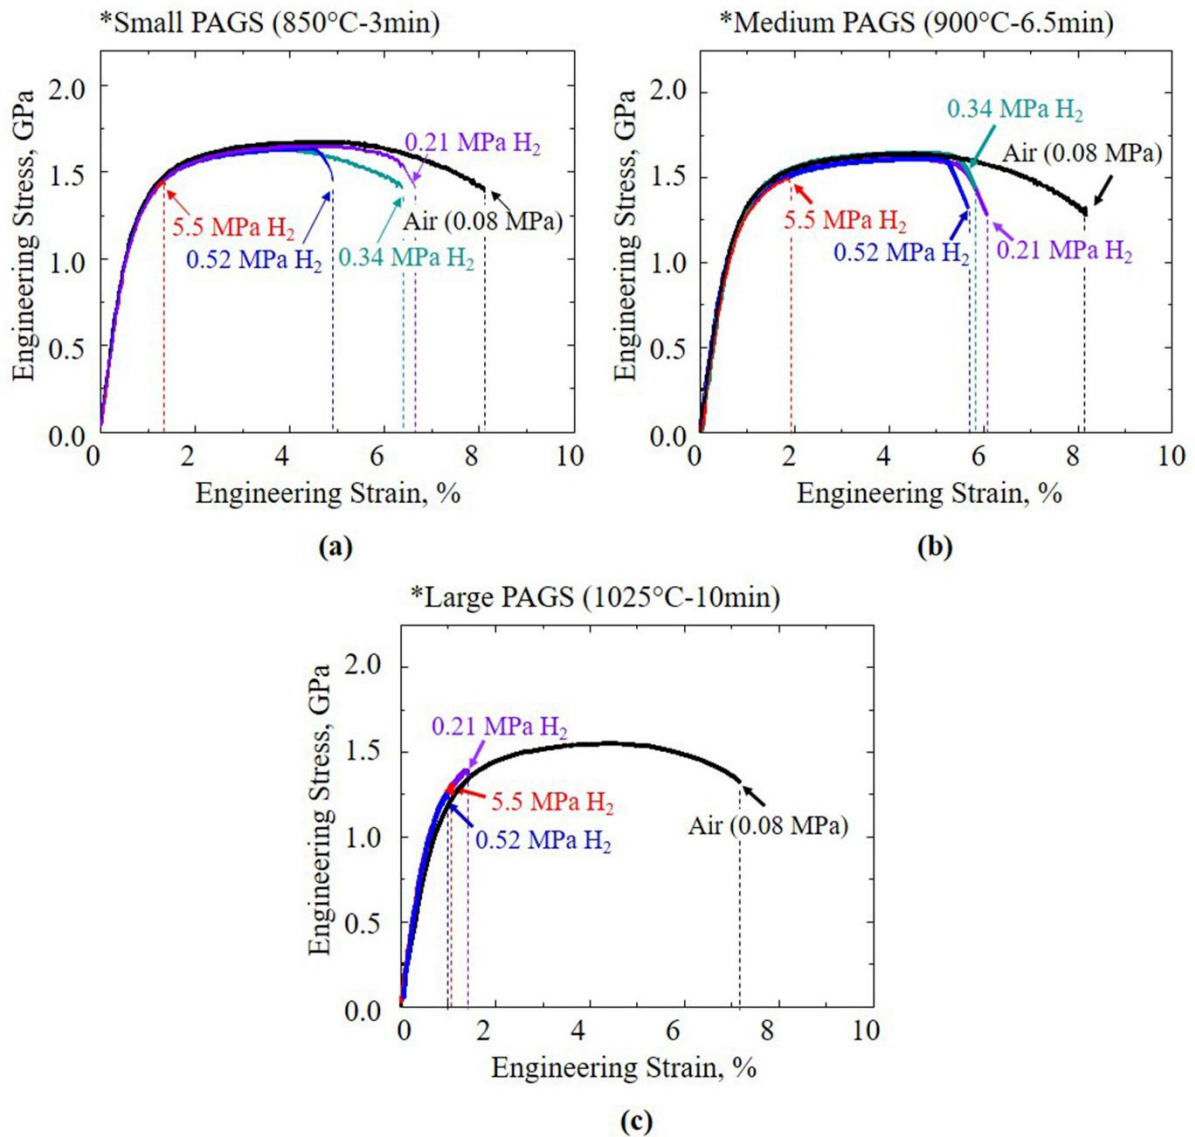 *Small PAGS (850°C-3min)
Engineering Stress, GPa
2.0
1.5
1.0
0.5
0.0
0.21 MPa H₂
5.5 MPa H₂
Air (0.08 MPa)
0.52 MPa H₂
0.34 MPa H₂
0 2 4 6 8 10
Engineering Strain, %
(a)
*Medium PAGS (900°C-6.5min)
Engineering Stress, GPa
2.0
1.5
1.0
0.5
0.0
0.34 MPa H₂
Air (0.08 MPa)
5.5 MPa H₂
0.52 MPa H₂
0.21 MPa H₂
0 2 4 6 8 10
Engineering Strain, %
(b)
*Large PAGS (1025°C-10min)
Engineering Stress, GPa
2.0
1.5
1.0
0.5
0.0
0.21 MPa H₂
5.5 MPa H₂
Air (0.08 MPa)
0.52 MPa H₂
0 2 4 6 8 10
Engineering Strain, %
(c)